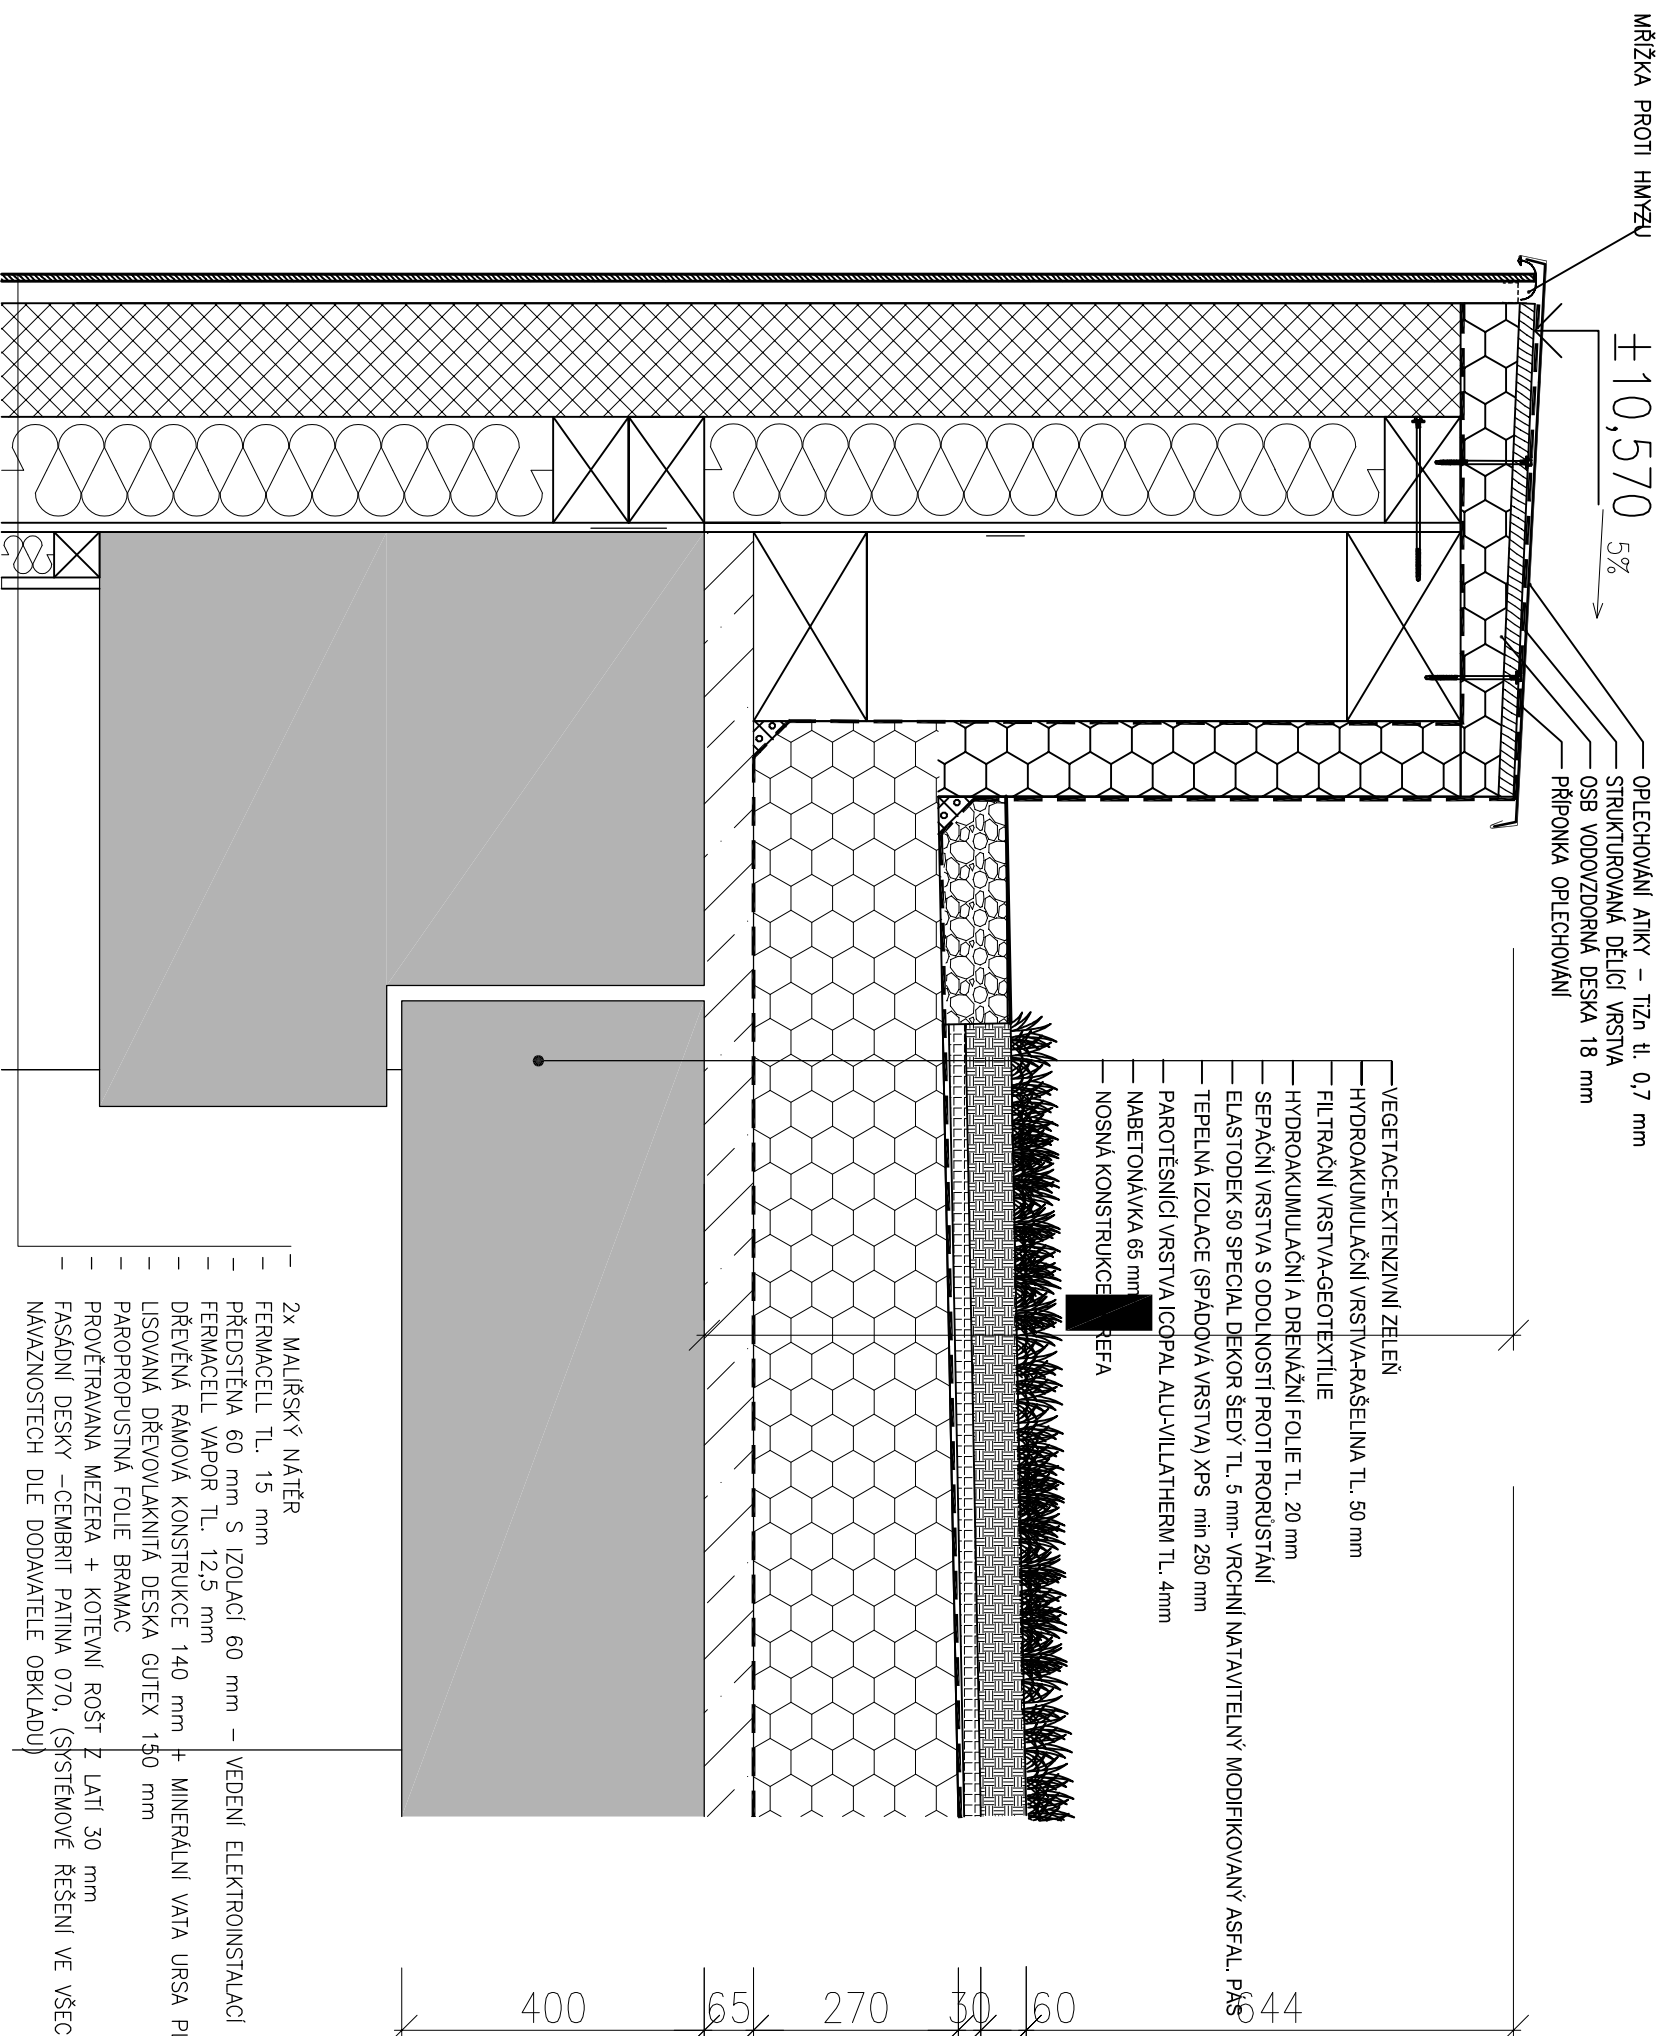 MŘÍŽKA PROTI HMYZU
±10,570
5%
OPLECHOVÁNÍ ATIKY – TiZn tl. 0,7 mm
STRUKTUROVANÁ DĚLÍCÍ VRSTVA
OSB VODOVZDORNÁ DESKA 18 mm
PŘÍPONKA OPLECHOVÁNÍ
VEGETACE-EXTENZIVNÍ ZELEŇ
HYDROAKUMULAČNÍ VRSTVA-RAŠELINA TL. 50 mm
FILTRAČNÍ VRSTVA-GEOTEXTÍLIE
HYDROAKUMULAČNÍ A DRENÁŽNÍ FOLIE TL. 20 mm
SEPAČNÍ VRSTVA S ODOLNOSTÍ PROTI PRORŮSTÁNÍ
ELASTODEK 50 SPECIAL DEKOR ŠEDÝ TL. 5 mm- VRCHNÍ NATAVITELNÝ MODIFIKOVANÝ ASFAL. PÁS
TEPELNÁ IZOLACE (SPÁDOVÁ VRSTVA) XPS min 250 mm
PAROTĚSNÍCÍ VRSTVA ICOPAL ALU-VILLATHERM TL. 4mm
NABETONÁVKA 65 mm
NOSNÁ KONSTRUKCE REFA
– 2x MALÍŘSKÝ NÁTĚR
– FERMACELL TL. 15 mm
– PŘEDSTĚNA 60 mm S IZOLACÍ 60 mm – VEDENÍ ELEKTROINSTALACÍ
– FERMACELL VAPOR TL. 12,5 mm
– DŘEVĚNÁ RÁMOVÁ KONSTRUKCE 140 mm + MINERÁLNÍ VATA URSA
– LISOVANÁ DŘEVOVLAKNITÁ DESKA GUTEX 150 mm
– PAROPROPUSTNÁ FOLIE BRAMAC
– PROVĚTRAVANA MEZERA + KOTEVNÍ ROŠT Z LATÍ 30 mm
– FASÁDNÍ DESKY –CEMBRIT PATINA 070, (SYSTÉMOVÉ ŘEŠENÍ VE VŠEC
NÁVAZNOSTECH DLE DODAVATELE OBKLADU)
400
65
270
30
60
644